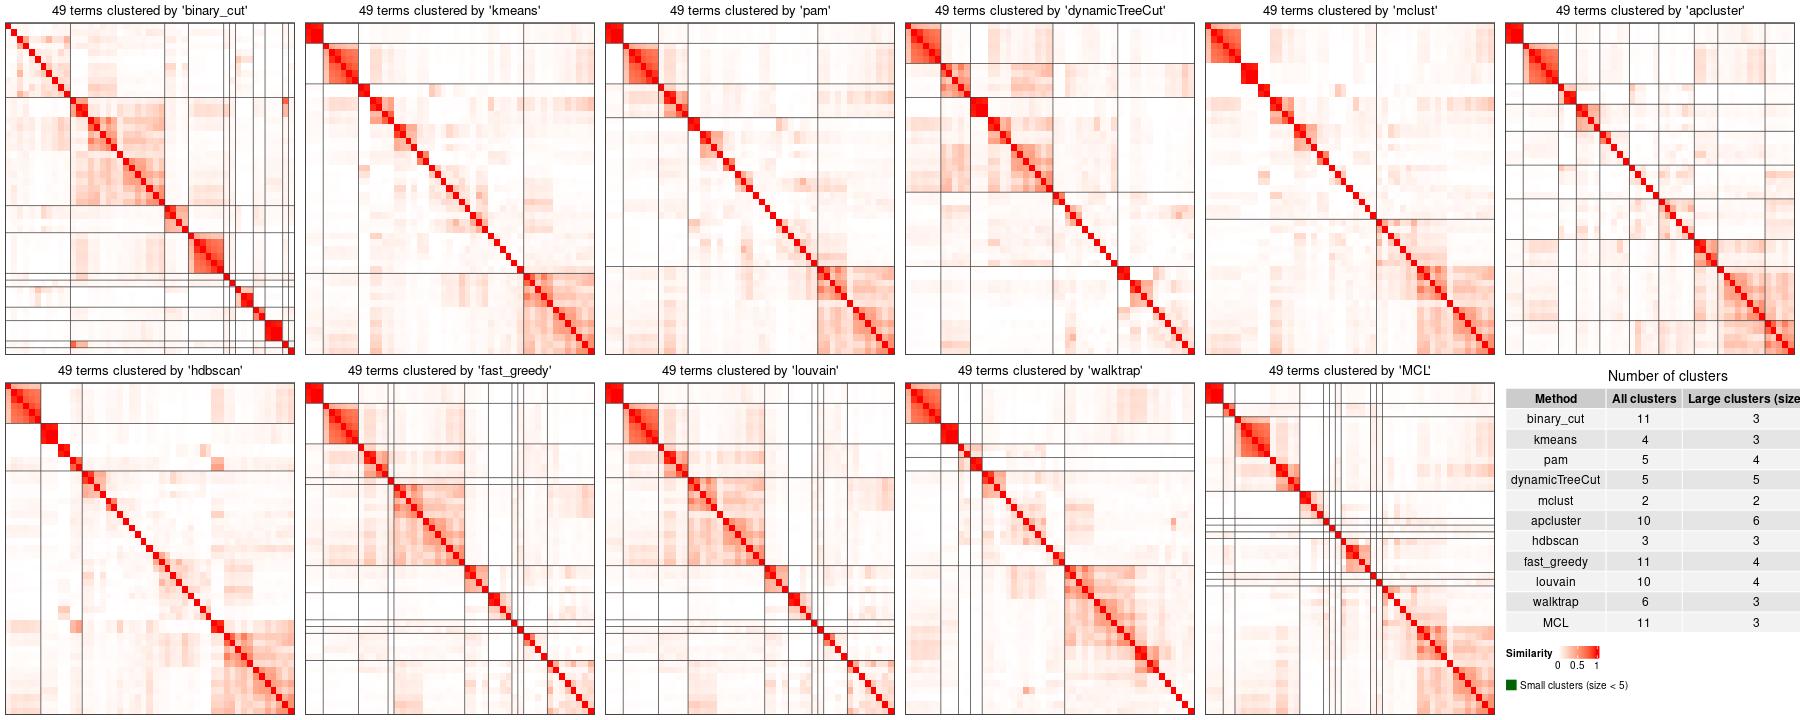 49 terms clustered by 'binary_cut'
49 terms clustered by 'kmeans'
49 terms clustered by 'pam'
49 terms clustered by 'dynamicTreeCut'
49 terms clustered by 'mclust'
49 terms clustered by 'apcluster'
49 terms clustered by 'hdbscan'
49 terms clustered by 'fast_greedy'
49 terms clustered by 'louvain'
49 terms clustered by 'walktrap'
49 terms clustered by 'MCL'
Number of clusters
Method All clusters Large clusters (size
binary_cut 11 3
kmeans 4 3
pam 5 4
dynamicTreeCut 5 5
mclust 2 2
apcluster 10 6
hdbscan 3 3
fast_greedy 11 4
louvain 10 4
walktrap 6 3
MCL 11 3
Similarity
0 0.5 1
Small clusters (size < 5)